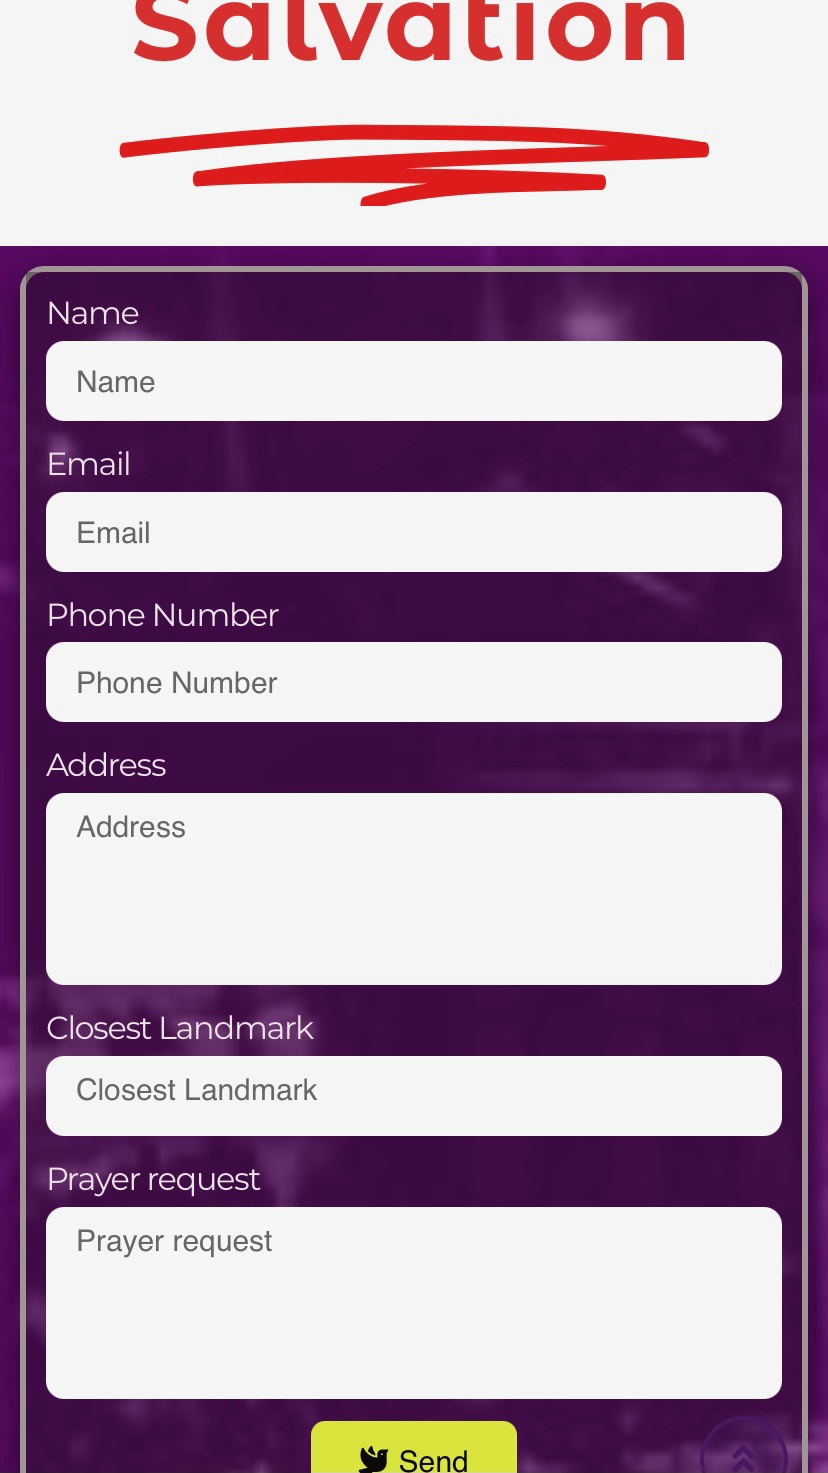 Salvation
Name
Name
Email
Email
Phone Number
Phone Number
Address
Address
Closest Landmark
Closest Landmark
Prayer request
Prayer request
Send